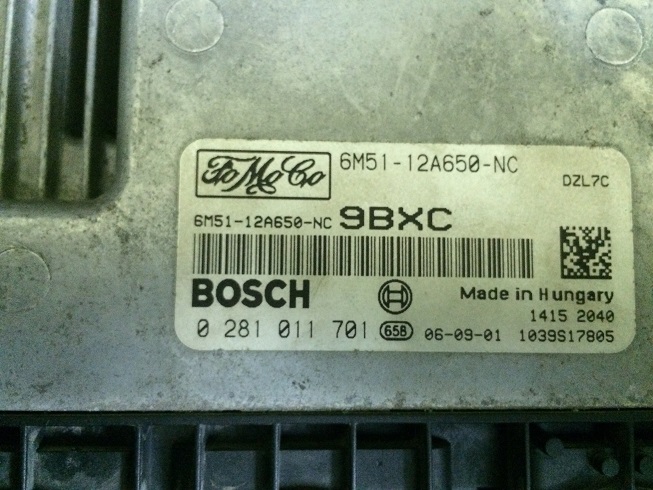 FoMoCo 6M51-12A650-NC
DZL7C
6M51-12A650-NC 9BXC
BOSCH
Made in Hungary
1415 2040
0 281 011 701 658 06-09-01 1039S17805